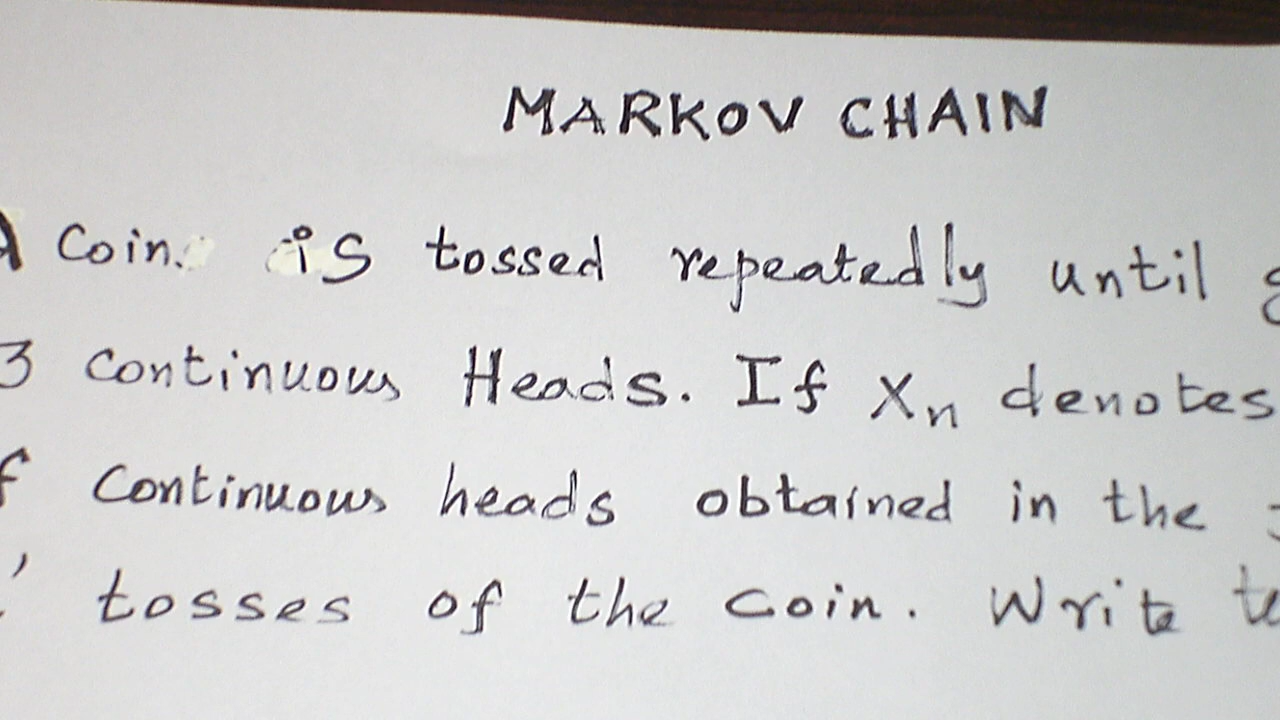 MARKOV CHAIN
Coin. is tossed repeatedly until
3 continuous Heads. If Xn denotes
continuous heads obtained in the
tosses of the coin. Write